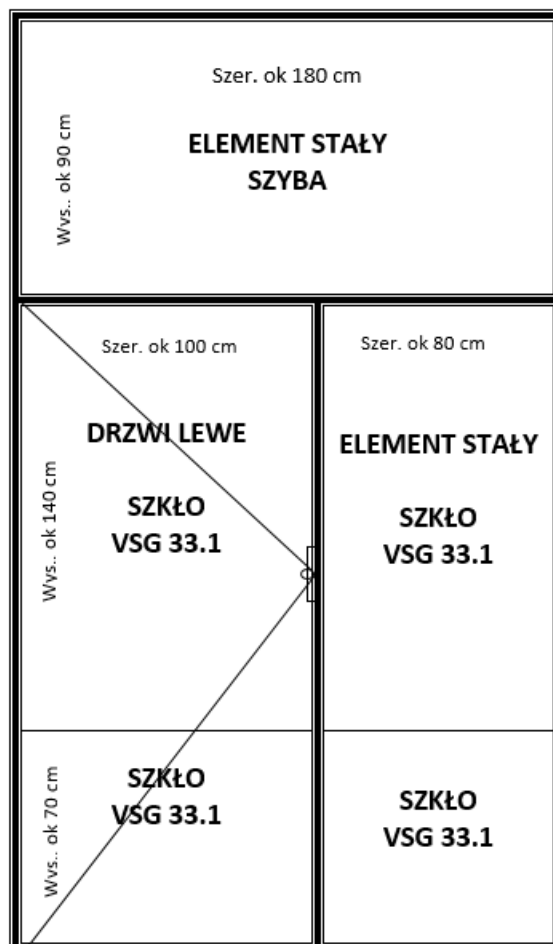 Szer. ok 180 cm
Wys.. ok 90 cm
ELEMENT STAŁY
SZYBA
Szer. ok 100 cm
DRZWI LEWE
Wys.. ok 140 cm
SZKŁO
VSG 33.1
Szer. ok 80 cm
ELEMENT STAŁY
SZKŁO
VSG 33.1
SZKŁO
VSG 33.1
Wys.. ok 70 cm
SZKŁO
VSG 33.1